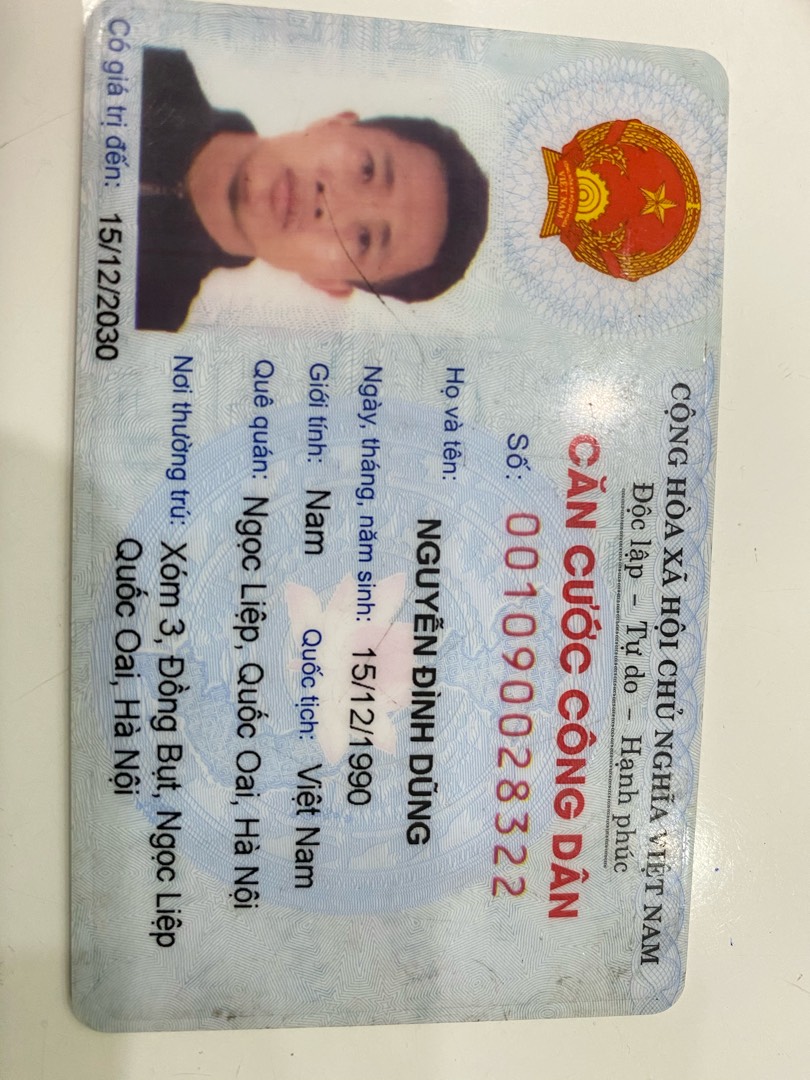 CỘNG HÒA XÃ HỘI CHỦ NGHĨA VIỆT NAM
Độc lập - Tự do - Hạnh phúc
CĂN CƯỚC CÔNG DÂN
Số: 001090028322
Họ và tên: NGUYỄN ĐÌNH DŨNG
Ngày, tháng, năm sinh: 15/12/1990
Giới tính: Nam Quốc tịch: Việt Nam
Quê quán: Ngọc Liệp, Quốc Oai, Hà Nội
Nơi thường trú: Xóm 3, Đồng Bụt, Ngọc Liệp
Quốc Oai, Hà Nội
Có giá trị đến: 15/12/2030
VIỆT NAM